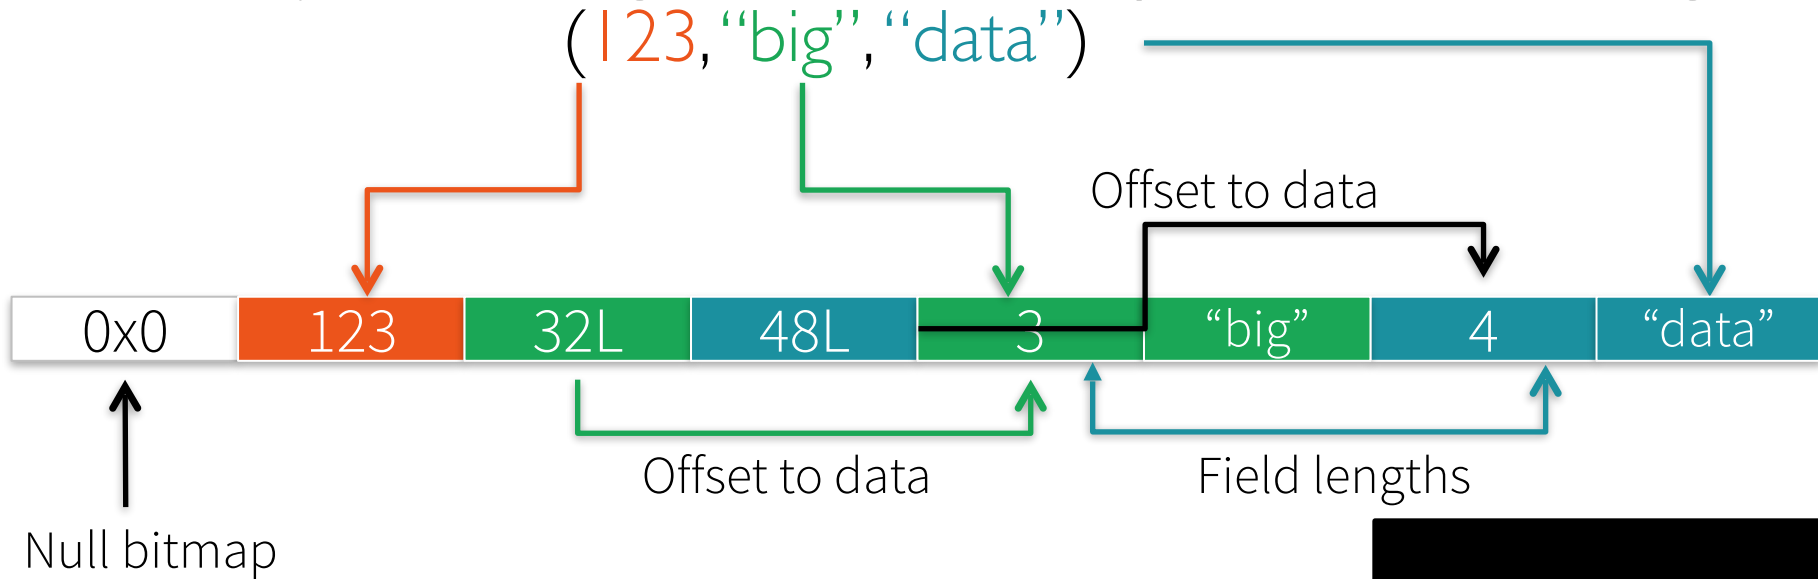 (123, “big”, “data”)
Offset to data
0x0 123 32L 48L 3 “big” 4 “data”
Offset to data Field lengths
Null bitmap